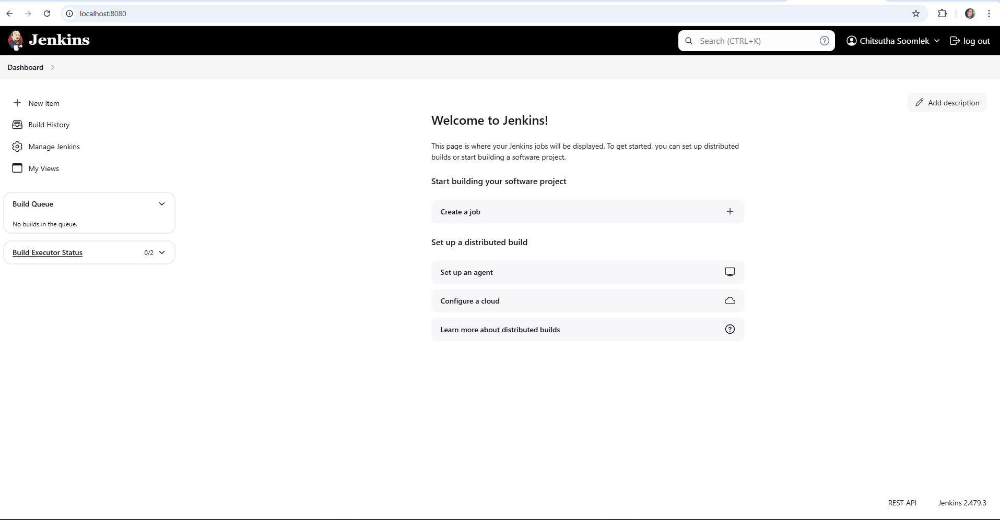 localhost:8080
Jenkins
Search (CTRL+K)
Chitsutha Soomlek
log out
Dashboard
New Item
Build History
Manage Jenkins
My Views
Build Queue
No builds in the queue.
Build Executor Status
0/2
Add description
Welcome to Jenkins!
This page is where your Jenkins jobs will be displayed. To get started, you can set up distributed
builds or start building a software project.
Start building your software project
Create a job
Set up a distributed build
Set up an agent
Configure a cloud
Learn more about distributed builds
REST API
Jenkins 2.479.3